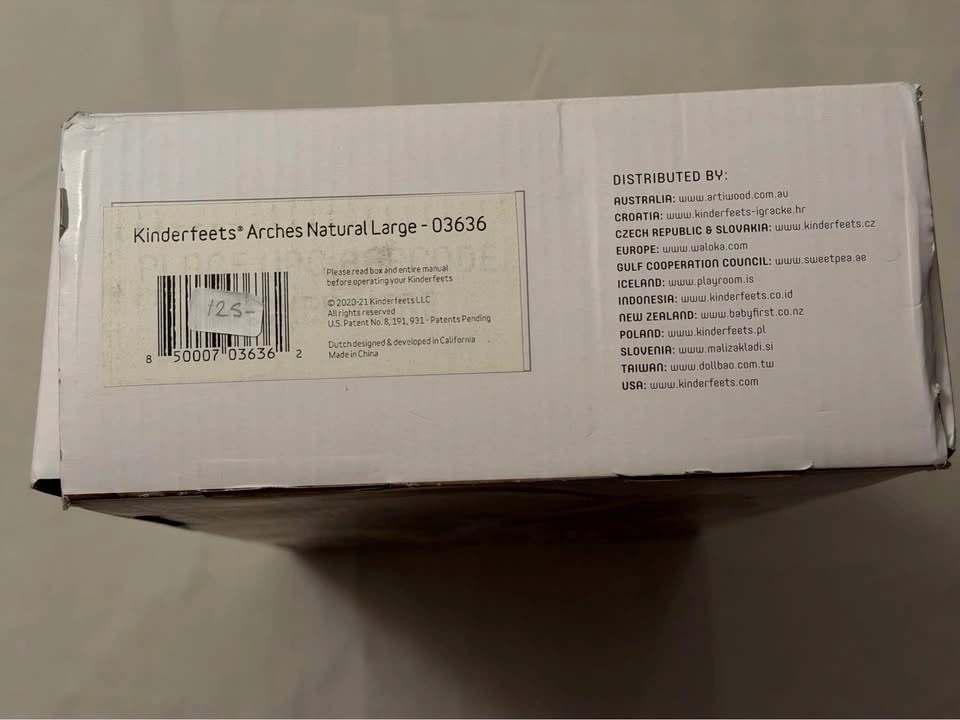 Kinderfeets® Arches Natural Large - 03636
Please read box and entire manual
before operating your Kinderfeets
© 2020-21 Kinderfeets LLC
All rights reserved
U.S. Patent No. 8, 191, 931 - Patents Pending
Dutch designed & developed in California
Made in China
125-
8 50007 03636 2
DISTRIBUTED BY:
AUSTRALIA: www.artiwood.com.au
CROATIA: www.kinderfeets-igracke.hr
CZECH REPUBLIC & SLOVAKIA: www.kinderfeets.cz
EUROPE: www.waloka.com
GULF COOPERATION COUNCIL: www.sweetpea.ae
ICELAND: www.playroom.is
INDONESIA: www.kinderfeets.co.id
NEW ZEALAND: www.babyfirst.co.nz
POLAND: www.kinderfeets.pl
SLOVENIA: www.malizakladi.si
TAIWAN: www.dollbao.com.tw
USA: www.kinderfeets.com